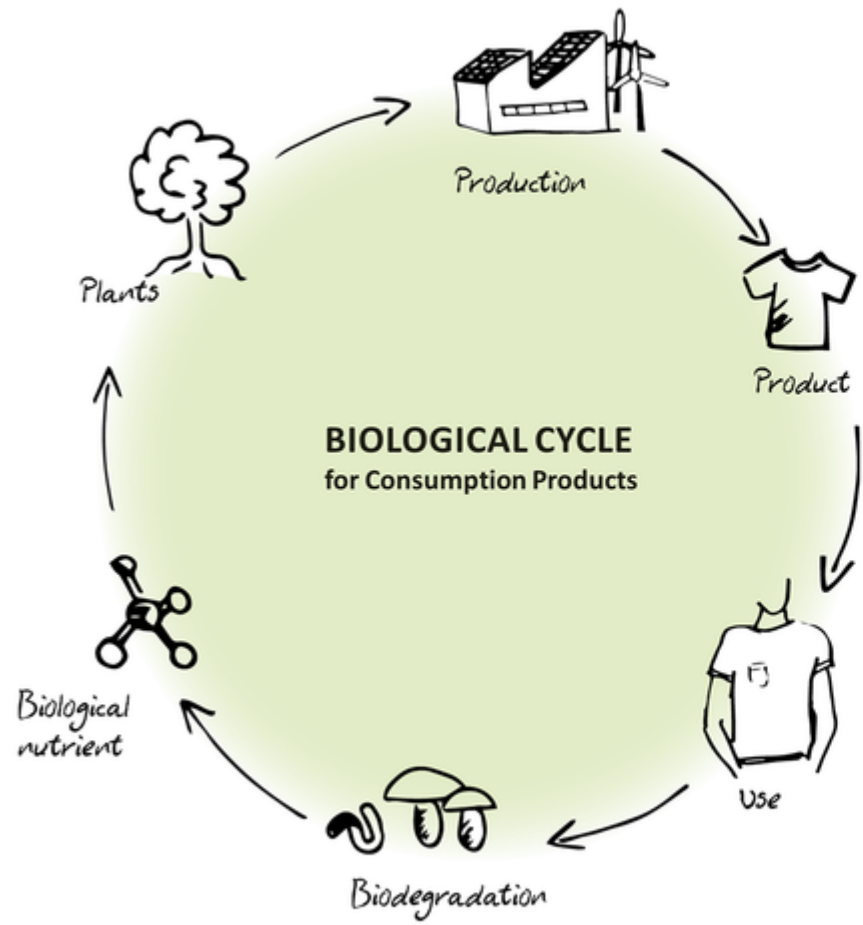 Production
Plants
Product
BIOLOGICAL CYCLE
for Consumption Products
Biological
nutrient
Use
Biodegradation